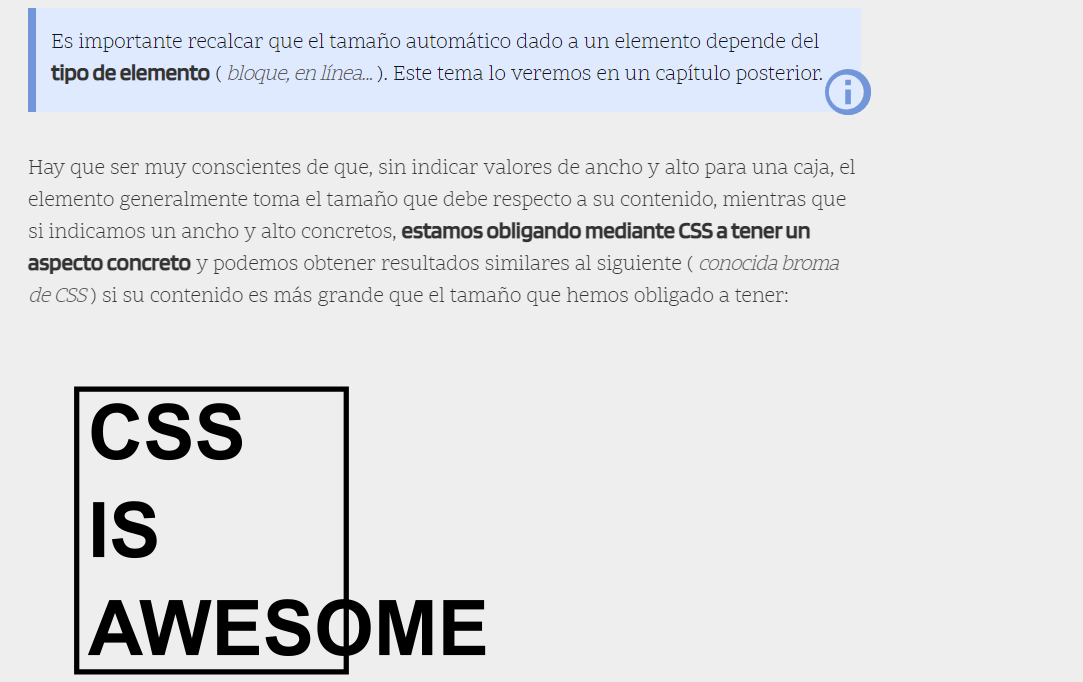 Es importante recalcar que el tamaño automático dado a un elemento depende del
tipo de elemento ( bloque, en línea... ). Este tema lo veremos en un capítulo posterior.
Hay que ser muy conscientes de que, sin indicar valores de ancho y alto para una caja, el
elemento generalmente toma el tamaño que debe respecto a su contenido, mientras que
si indicamos un ancho y alto concretos, estamos obligando mediante CSS a tener un
aspecto concreto y podemos obtener resultados similares al siguiente ( conocida broma
de CSS ) si su contenido es más grande que el tamaño que hemos obligado a tener:
CSS
IS
AWESOME